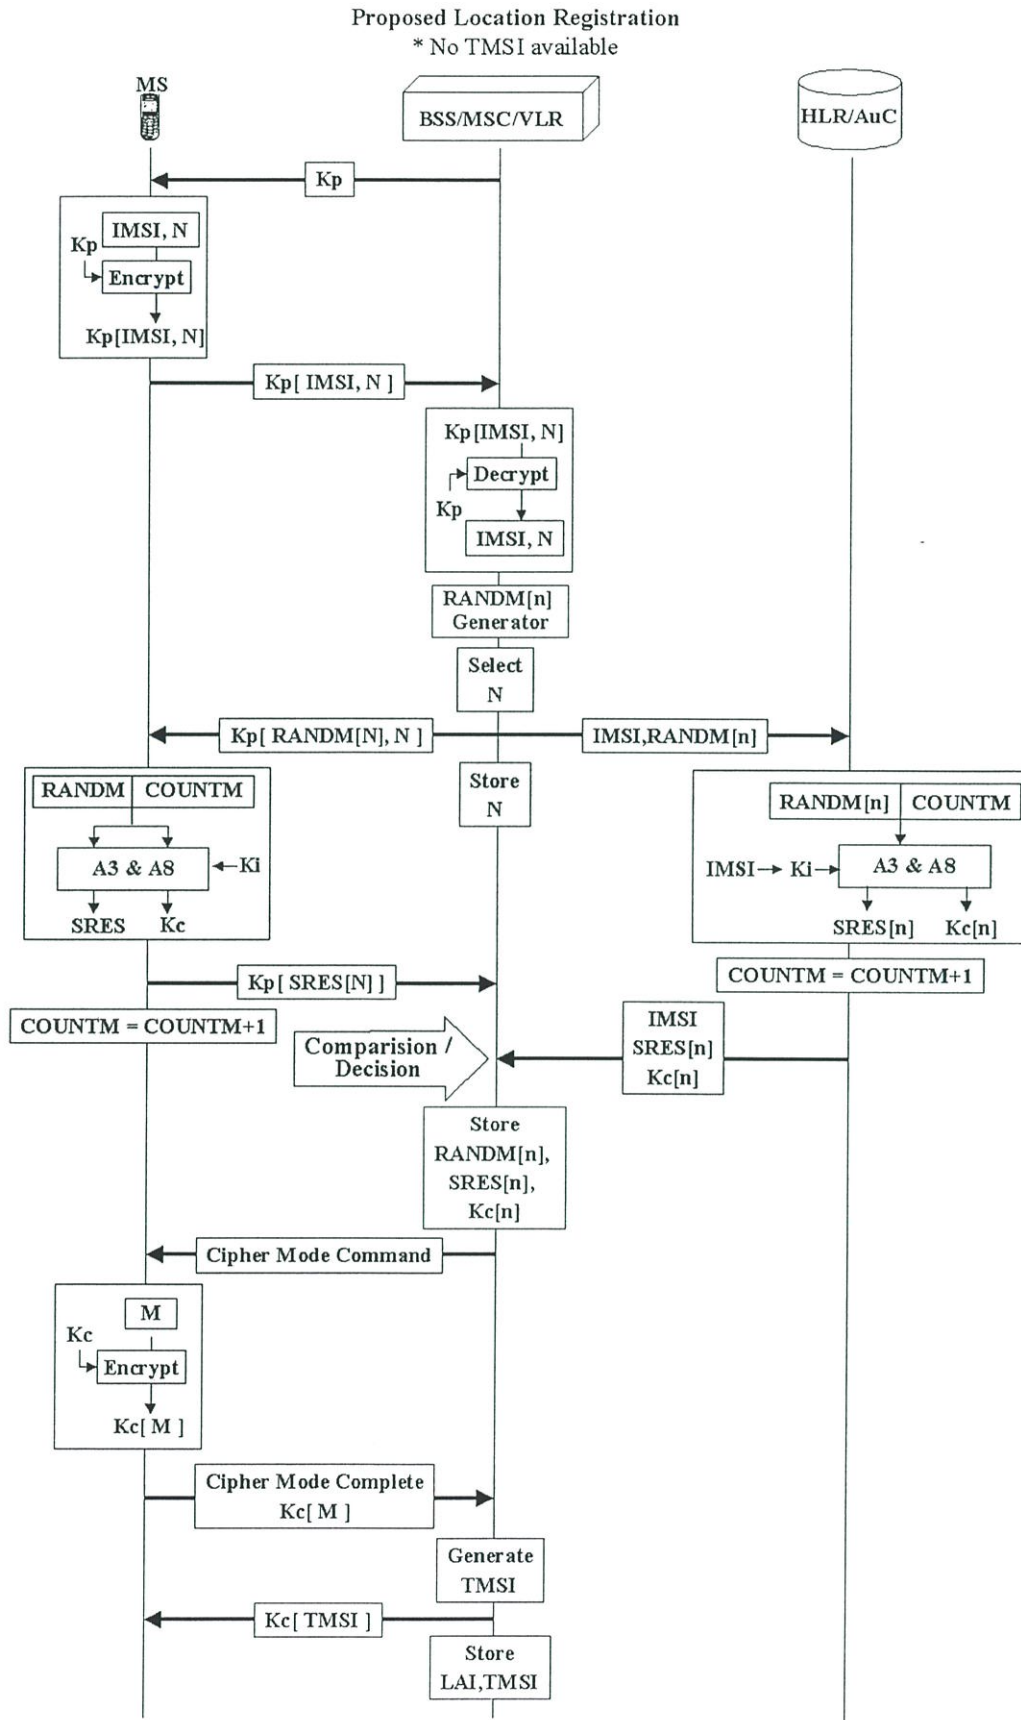 Proposed Location Registration
* No TMSI available
MS
BSS/MSC/VLR
HLR/AuC
Kp
IMSI, N
Kp
Encrypt
Kp[IMSI, N]
Kp[ IMSI, N ]
Kp[IMSI, N]
Decrypt
Kp
IMSI, N
RANDM[n]
Generator
Select
N
Kp[ RANDM[N], N ]
IMSI,RANDM[n]
RANDM
COUNTM
Store
N
RANDM[n]
COUNTM
A3 & A8
Ki
IMSI
Ki
A3 & A8
SRES
Kc
SRES[n]
Kc[n]
Kp[ SRES[N] ]
COUNTM = COUNTM+1
COUNTM = COUNTM+1
Comparision /
Decision
IMSI
SRES[n]
Kc[n]
Store
RANDM[n],
SRES[n],
Kc[n]
Cipher Mode Command
M
Kc
Encrypt
Kc[ M ]
Cipher Mode Complete
Kc[ M ]
Generate
TMSI
Kc[ TMSI ]
Store
LAI,TMSI